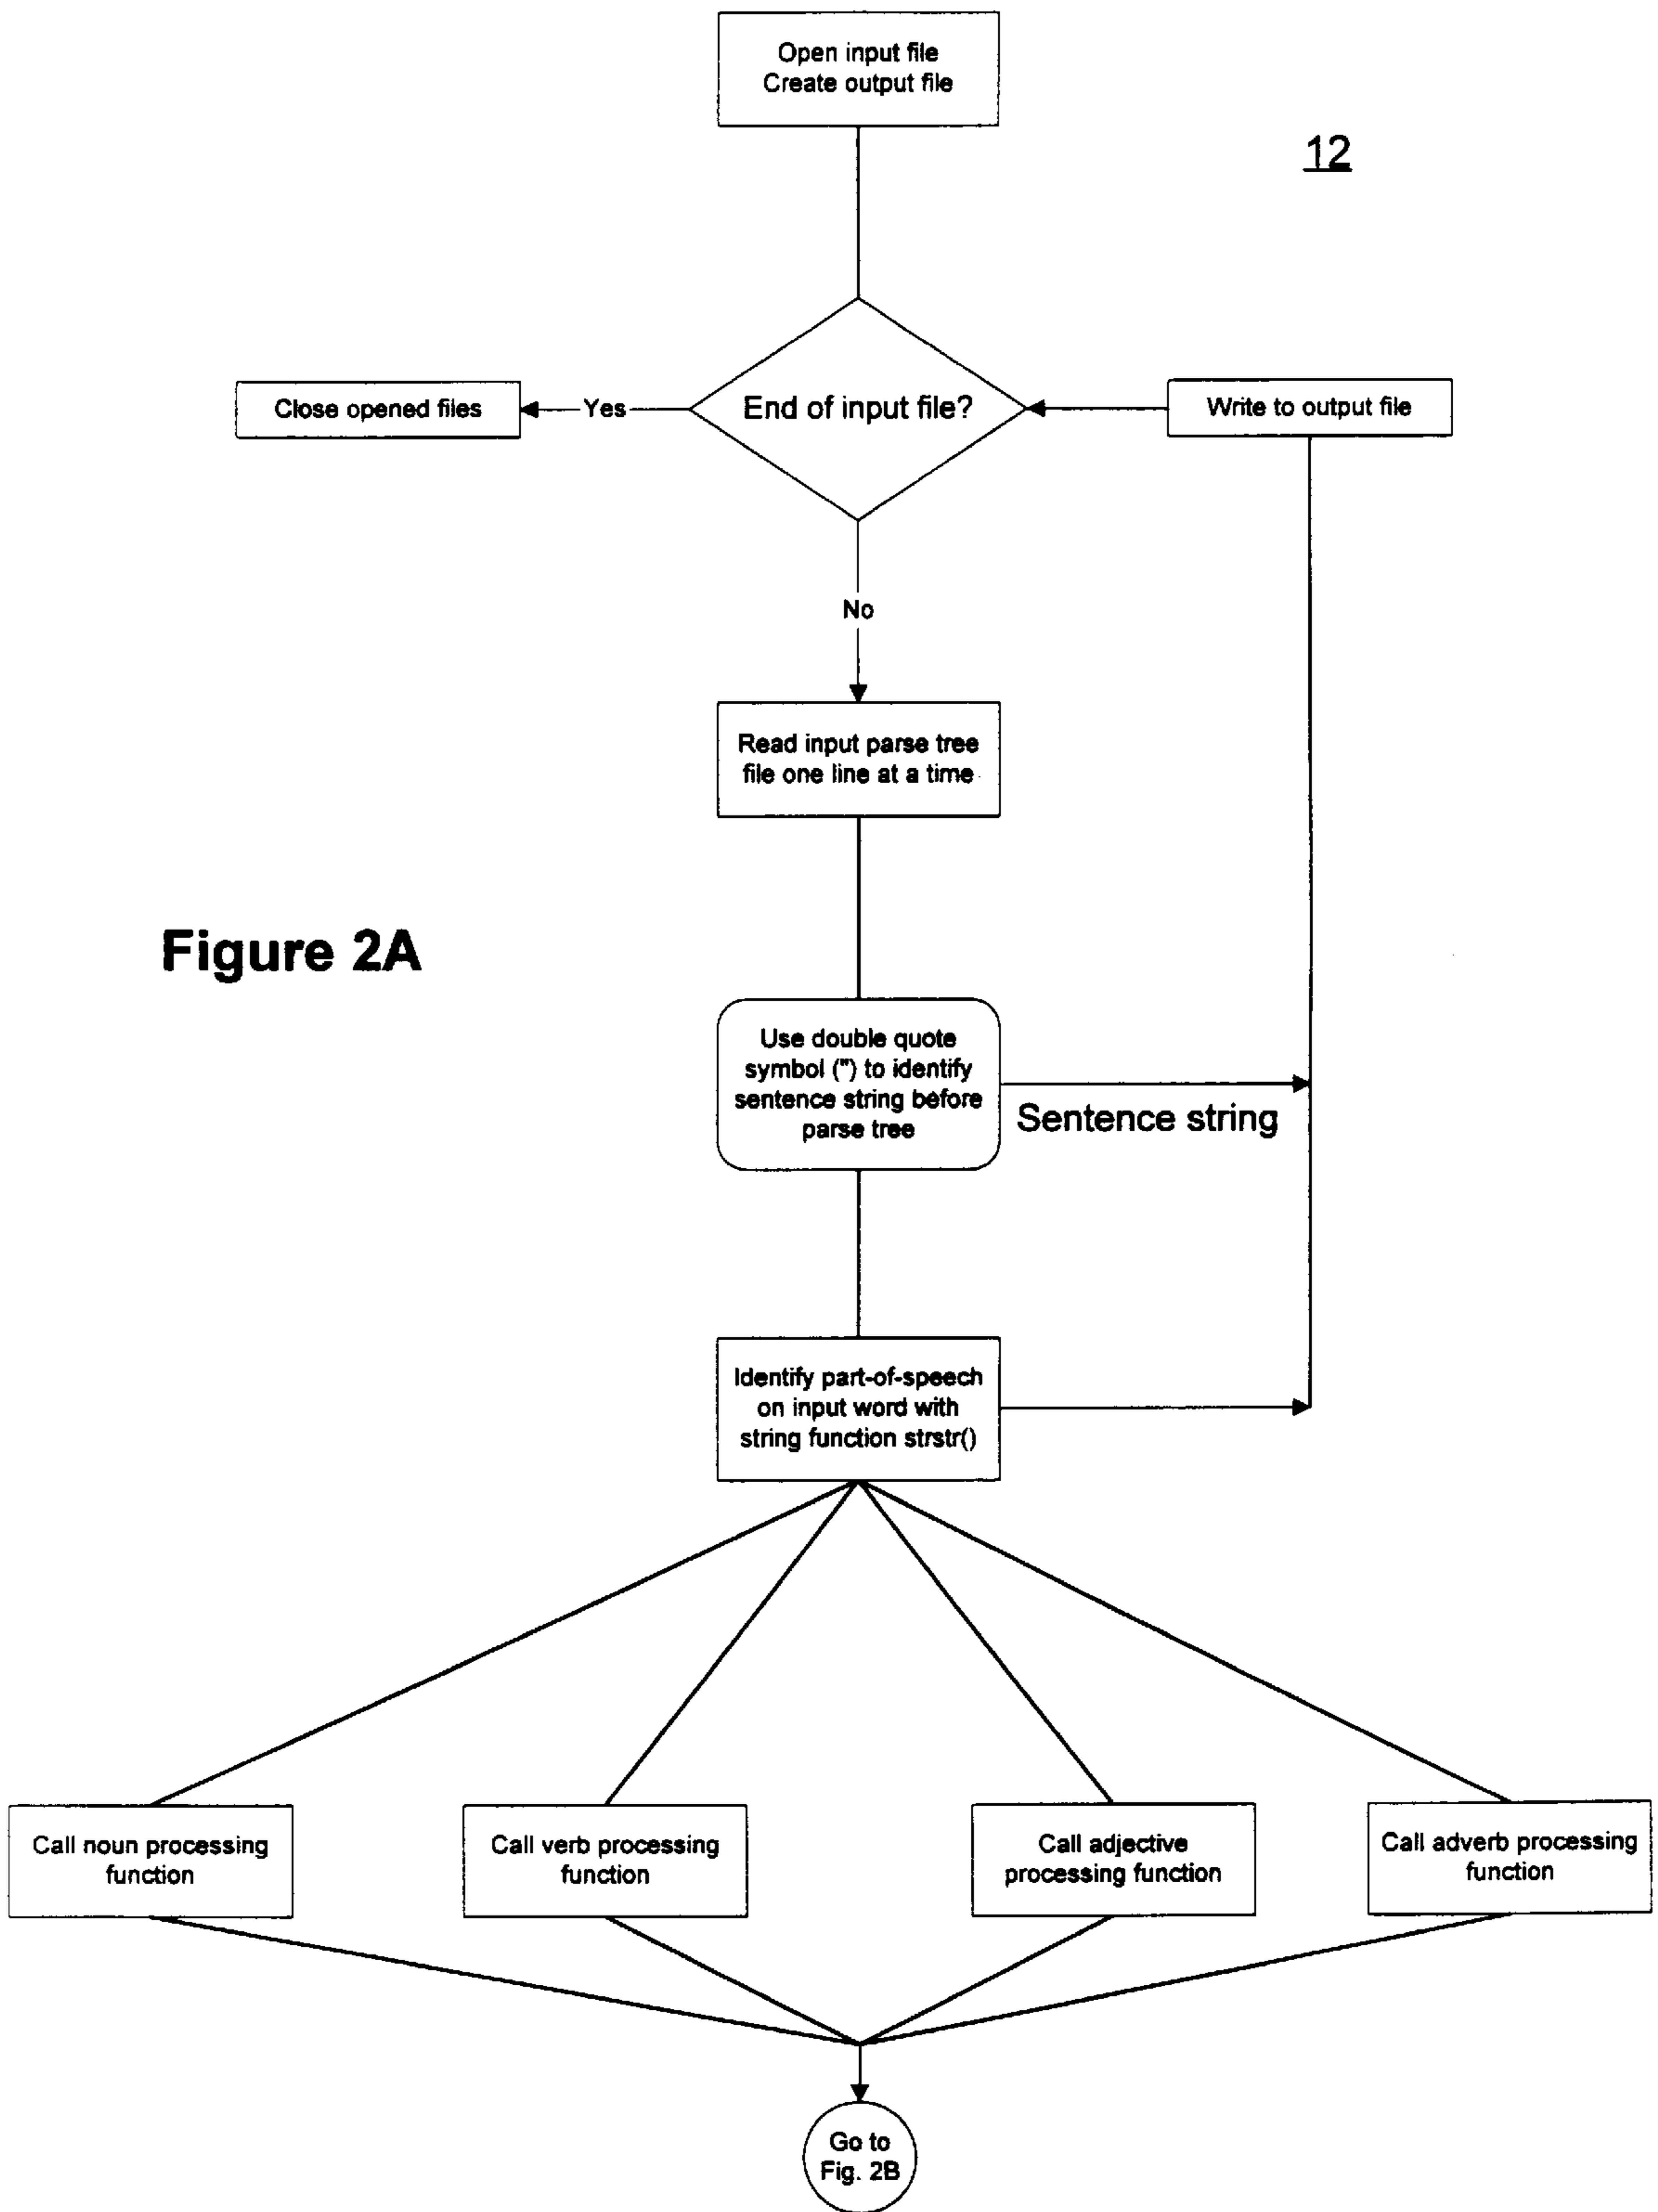 Open input file
Create output file
12
End of input file?
Yes
Close opened files
Write to output file
No
Read input parse tree
file one line at a time
Figure 2A
Use double quote
symbol (") to identify
sentence string before
parse tree
Sentence string
Identify part-of-speech
on input word with
string function strstr()
Call noun processing
function
Call verb processing
function
Call adjective
processing function
Call adverb processing
function
Go to
Fig. 2B